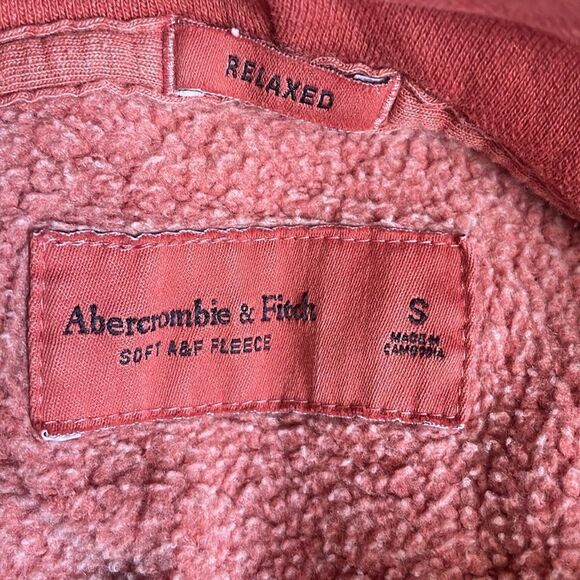 RELAXED
Abercrombie & Fitch
SOFT A&F FLEECE
S
MADE IN
CAMBODIA